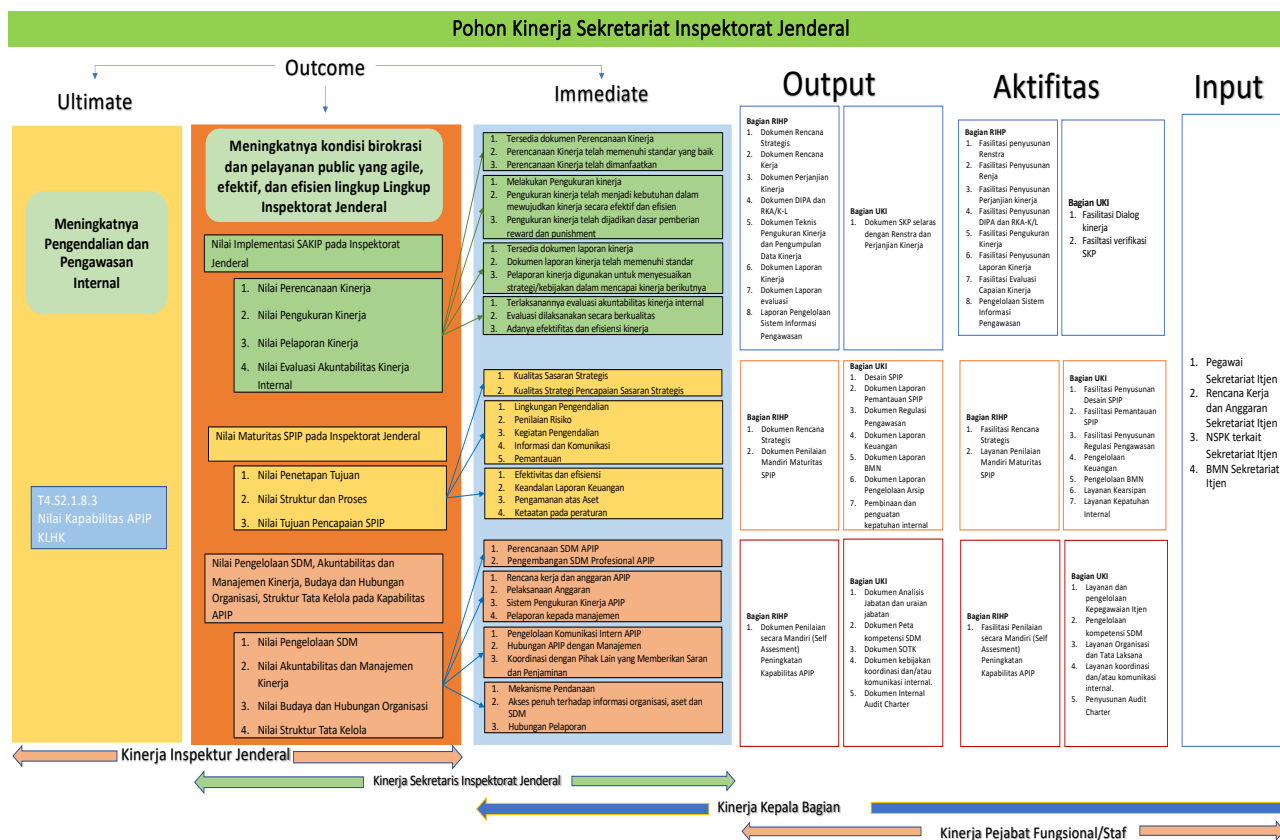 Pohon Kinerja Sekretariat Inspektorat Jenderal
Outcome
Ultimate
Immediate
Output
Aktifitas
Input
Meningkatnya
Pengendalian dan
Pengawasan
Internal
T4.S2.1.8.3
Nilai Kapabilitas APIP
KLHK
Meningkatnya kondisi birokrasi
dan pelayanan public yang agile,
efektif, dan efisien lingkup Lingkup
Inspektorat Jenderal
Nilai Implementasi SAKIP pada Inspektorat
Jenderal
1. Nilai Perencanaan Kinerja
2. Nilai Pengukuran Kinerja
3. Nilai Pelaporan Kinerja
4. Nilai Evaluasi Akuntabilitas Kinerja
Internal
Nilai Maturitas SPIP pada Inspektorat Jenderal
1. Nilai Penetapan Tujuan
2. Nilai Struktur dan Proses
3. Nilai Tujuan Pencapaian SPIP
Nilai Pengelolaan SDM, Akuntabilitas dan
Manajemen Kinerja, Budaya dan Hubungan
Organisasi, Struktur Tata Kelola pada Kapabilitas
APIP
1. Nilai Pengelolaan SDM
2. Nilai Akuntabilitas dan Manajemen
Kinerja
3. Nilai Budaya dan Hubungan Organisasi
4. Nilai Struktur Tata Kelola
1. Tersedia dokumen Perencanaan Kinerja
2. Perencanaan Kinerja telah memenuhi standar yang baik
3. Perencanaan Kinerja telah dimanfaatkan
1. Melakukan Pengukuran kinerja
2. Pengukuran kinerja telah menjadi kebutuhan dalam
mewujudkan kinerja secara efektif dan efisien
3. Pengukuran kinerja telah dijadikan dasar pemberian
reward dan punishment
1. Tersedia dokumen laporan kinerja
2. Dokumen laporan kinerja telah memenuhi standar
3. Pelaporan kinerja digunakan untuk menyesuaikan
strategi/kebijakan dalam mencapai kinerja berikutnya
1. Terlaksanannya evaluasi akuntabilitas kinerja internal
2. Evaluasi dilaksanakan secara berkualitas
3. Adanya efektifitas dan efisiensi kinerja
1. Kualitas Sasaran Strategis
2. Kualitas Strategi Pencapaian Sasaran Strategis
1. Lingkungan Pengendalian
2. Penilaian Risiko
3. Kegiatan Pengendalian
4. Informasi dan Komunikasi
5. Pemantauan
1. Efektivitas dan efisiensi
2. Keandalan Laporan Keuangan
3. Pengamanan atas Aset
4. Ketaatan pada peraturan
1. Perencanaan SDM APIP
2. Pengembangan SDM Profesional APIP
1. Rencana kerja dan anggaran APIP
2. Pelaksanaan Anggaran
3. Sistem Pengukuran Kinerja APIP
4. Pelaporan kepada manajemen
1. Pengelolaan Komunikasi Intern APIP
2. Hubungan APIP dengan Manajemen
3. Koordinasi dengan Pihak Lain yang Memberikan Saran
dan Penjaminan
1. Mekanisme Pendanaan
2. Akses penuh terhadap informasi organisasi, aset dan
SDM
3. Hubungan Pelaporan
Bagian RIHP
1. Dokumen Rencana
Strategis
2. Dokumen Rencana
Kerja
3. Dokumen Perjanjian
Kinerja
4. Dokumen DIPA dan
RKA/K-L
5. Dokumen Teknis
Pengukuran Kinerja
dan Pengumpulan
Data Kinerja
6. Dokumen Laporan
Kinerja
7. Dokumen Laporan
evaluasi
8. Laporan Pengelolaan
Sistem Informasi
Pengawasan
Bagian UKI
1. Dokumen SKP selaras
dengan Renstra dan
Perjanjian Kinerja
Bagian RIHP
1. Fasilitasi penyusunan
Renstra
2. Fasilitasi Penyusunan
Renja
3. Fasilitasi Penyusunan
Perjanjian kinerja
4. Fasilitasi Penyusunan
DIPA dan RKA-K/L
5. Fasilitasi Pengukuran
Kinerja
6. Fasilitasi Penyusunan
Laporan Kinerja
7. Fasilitasi Evaluasi
Capaian Kinerja
8. Pengelolaan Sistem
Informasi
Pengawasan
Bagian UKI
1. Fasilitasi Dialog
kinerja
2. Fasiltasi verifikasi
SKP
Bagian RIHP
1. Dokumen Rencana
Strategis
2. Dokumen Penilaian
Mandiri Maturitas
SPIP
Bagian UKI
1. Desain SPIP
2. Dokumen Laporan
Pemantauan SPIP
3. Dokumen Regulasi
Pengawasan
4. Dokumen Laporan
Keuangan
5. Dokumen Laporan
BMN
6. Dokumen Laporan
Pengelolaan Arsip
7. Pembinaan dan
penguatan
kepatuhan internal
Bagian RIHP
1. Fasilitasi Rencana
Strategis
2. Layanan Penilaian
Mandiri Maturitas
SPIP
Bagian UKI
1. Fasilitasi Penyusunan
Desain SPIP
2. Fasilitasi Pemantauan
SPIP
3. Fasilitasi Penyusunan
Regulasi Pengawasan
4. Pengelolaan
Keuangan
5. Pengelolaan BMN
6. Layanan Kearsipan
7. Layanan Kepatuhan
Internal
Bagian RIHP
1. Dokumen Penilaian
secara Mandiri (Self
Assesment)
Peningkatan
Kapabilitas APIP
Bagian UKI
1. Dokumen Analisis
Jabatan dan uraian
jabatan
2. Dokumen Peta
kompetensi SDM
3. Dokumen SOTK
4. Dokumen kebijakan
koordinasi dan/atau
komunikasi internal.
5. Dokumen Internal
Audit Charter
Bagian RIHP
1. Fasilitasi Penilaian
secara Mandiri (Self
Assesment)
Peningkatan
Kapabilitas APIP
Bagian UKI
1. Layanan dan
pengelolaan
Kepegawaian Itjen
2. Pengelolaan
kompetensi SDM
3. Layanan Organisasi
dan Tata Laksana
4. Layanan koordinasi
dan/atau komunikasi
internal.
5. Penyusunan Audit
Charter
1. Pegawai
Sekretariat Itjen
2. Rencana Kerja
dan Anggaran
Sekretariat Itjen
3. NSPK terkait
Sekretariat Itjen
4. BMN Sekretariat
Itjen
Kinerja Inspektur Jenderal
Kinerja Sekretaris Inspektorat Jenderal
Kinerja Kepala Bagian
Kinerja Pejabat Fungsional/Staf